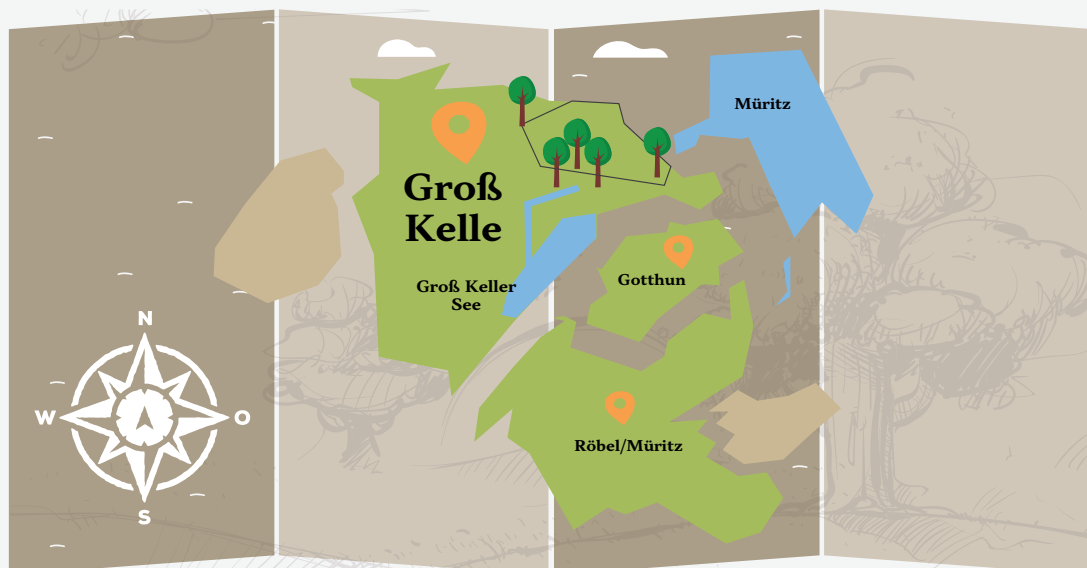 Müritz
Groß
Kelle
Gotthun
Groß Keller
See
N
W
O
S
Röbel/Müritz